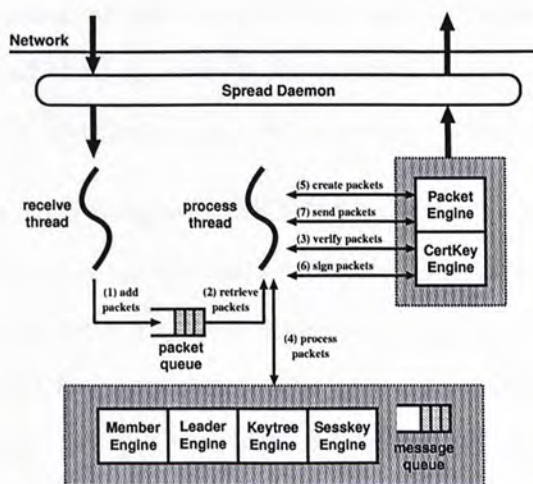 Network
Spread Daemon
receive
thread
process
thread
(5) create packets
(7) send packets
(3) verify packets
(6) sign packets
Packet
Engine
CertKey
Engine
(1) add
packets
(2) retrieve
packets
packet
queue
(4) process
packets
Member
Engine
Leader
Engine
Keytree
Engine
Sesskey
Engine
message
queue